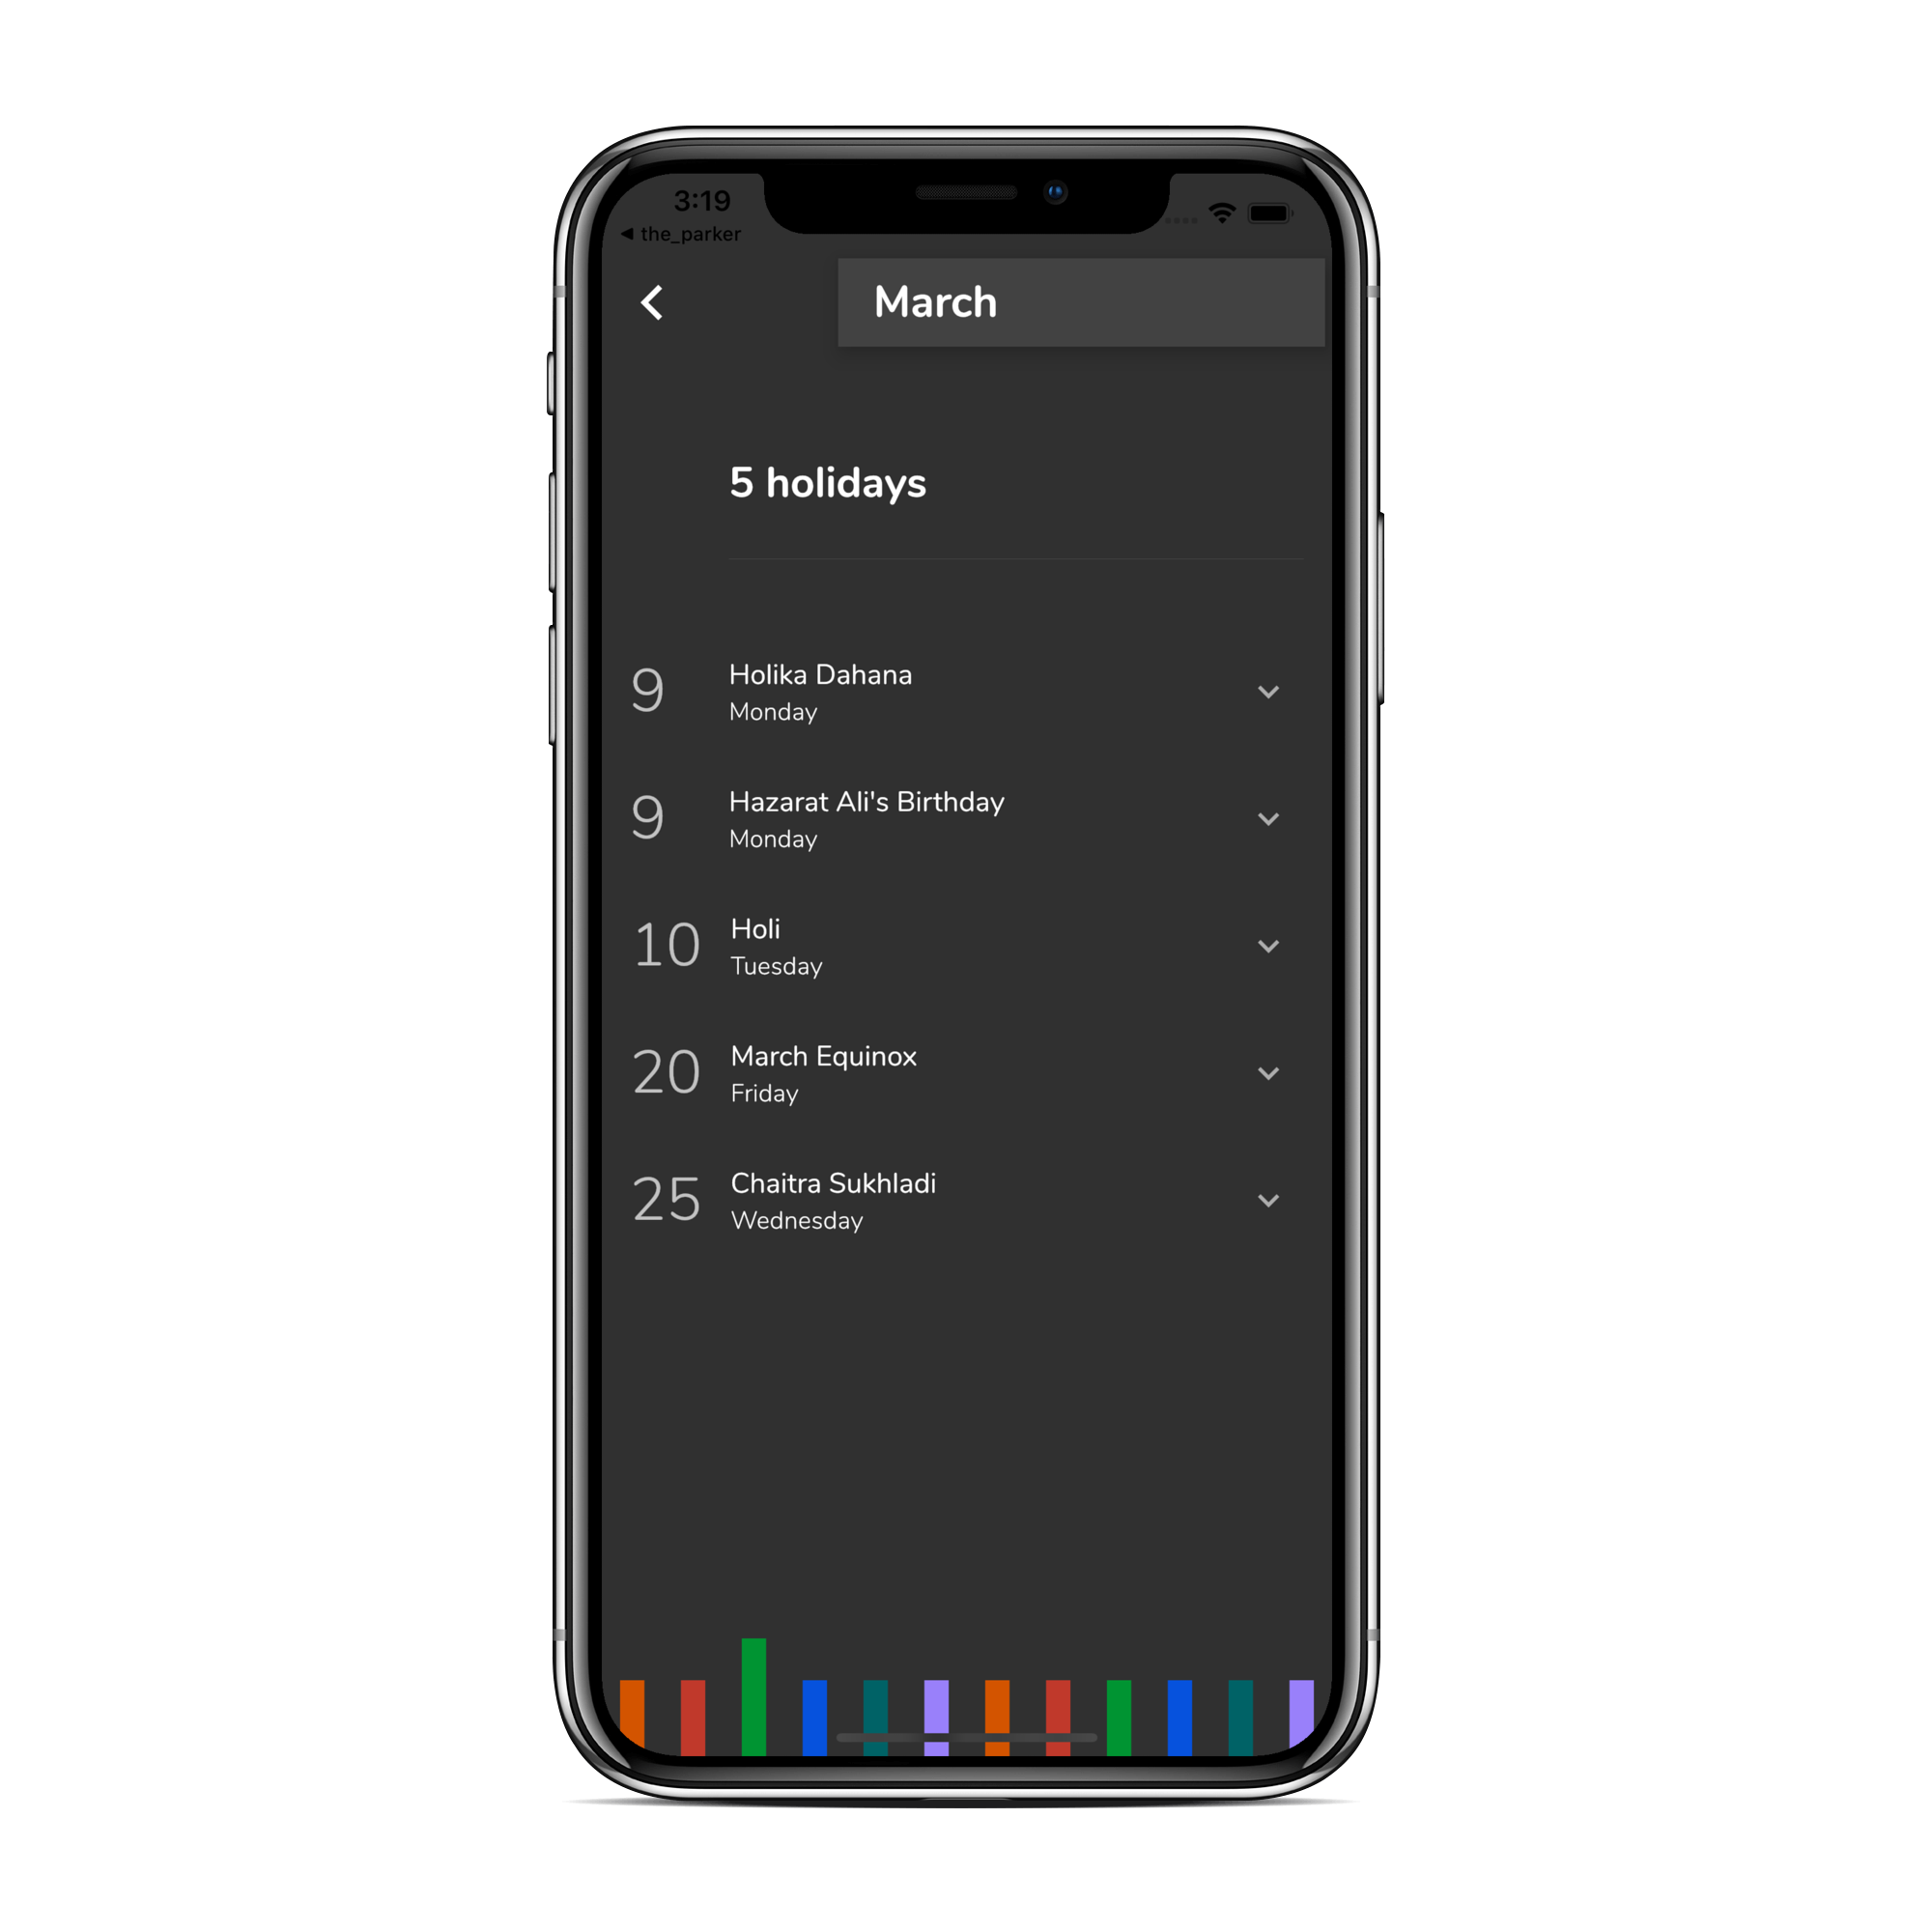 3:19
◀ the_parker
March
5 holidays
9
Holika Dahana
Monday
9
Hazarat Ali's Birthday
Monday
10
Holi
Tuesday
20
March Equinox
Friday
25
Chaitra Sukhladi
Wednesday